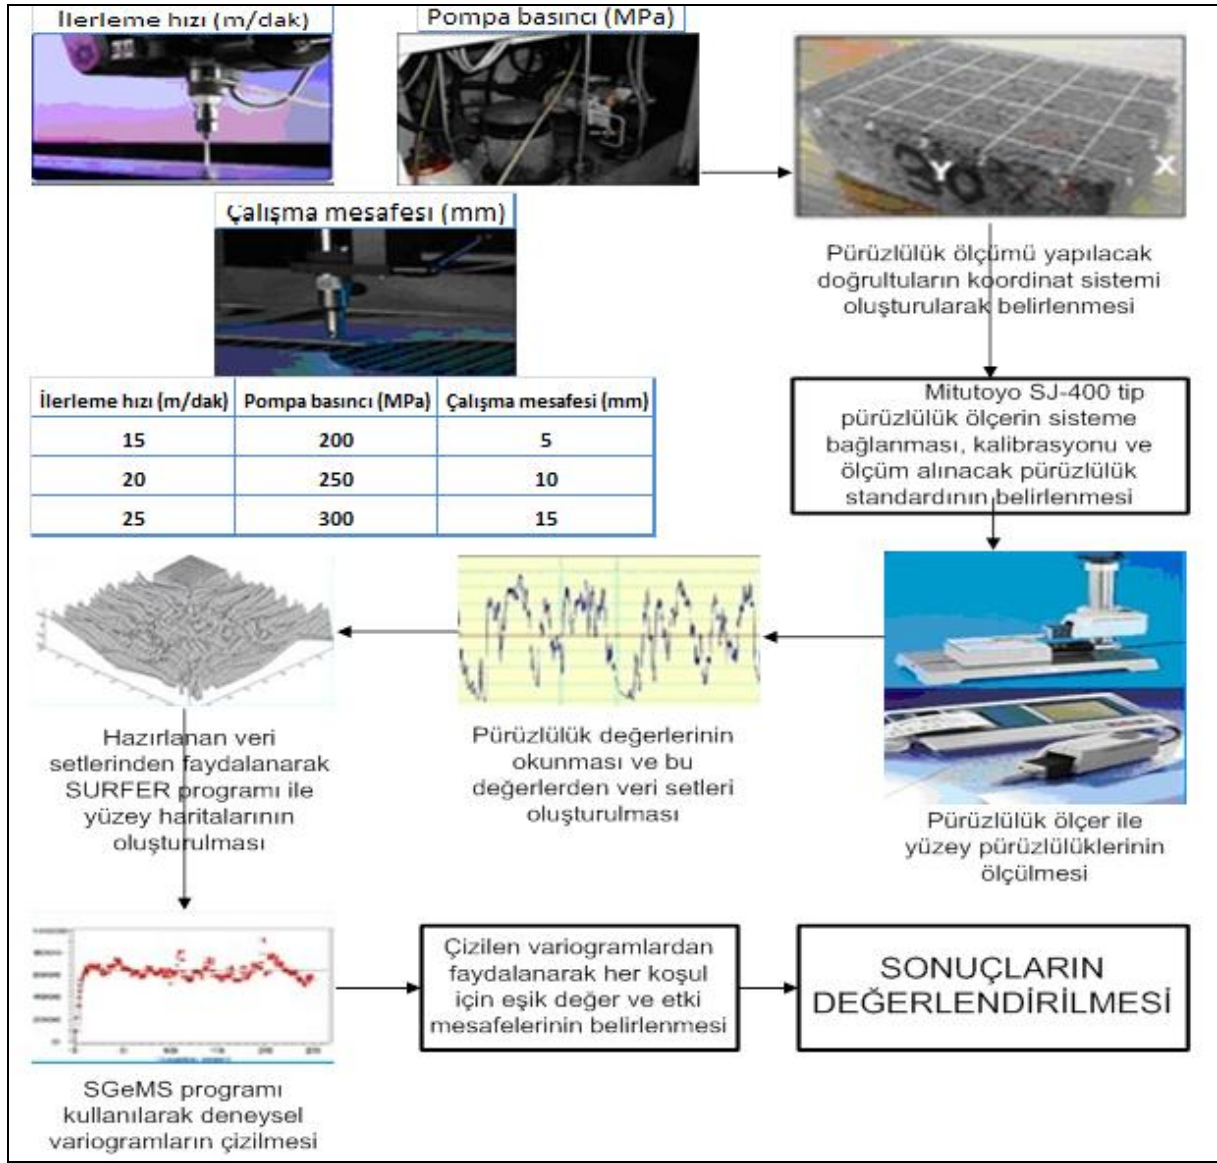 İlerleme hızı (m/dak)
Pompa basıncı (MPa)
Çalışma mesafesi (mm)
Y
X
Pürüzlülük ölçümü yapılacak
doğrultuların koordinat sistemi
oluşturularak belirlenmesi
İlerleme hızı (m/dak) Pompa basıncı (MPa) Çalışma mesafesi (mm)
15 200 5
20 250 10
25 300 15
Mitutoyo SJ-400 tip
pürüzlülük ölçerin sisteme
bağlanması, kalibrasyonu ve
ölçüm alınacak pürüzlülük
standardının belirlenmesi
Pürüzlülük ölçer ile
yüzey pürüzlülüklerinin
ölçülmesi
Pürüzlülük değerlerinin
okunması ve bu
değerlerden veri setleri
oluşturulması
Hazırlanan veri
setlerinden faydalanarak
SURFER programı ile
yüzey haritalarının
oluşturulması
SGeMS programı
kullanılarak deneysel
variogramların çizilmesi
Çizilen variogramlardan
faydalanarak her koşul
için eşik değer ve etki
mesafelerinin belirlenmesi
SONUÇLARIN
DEĞERLENDİRİLMESİ